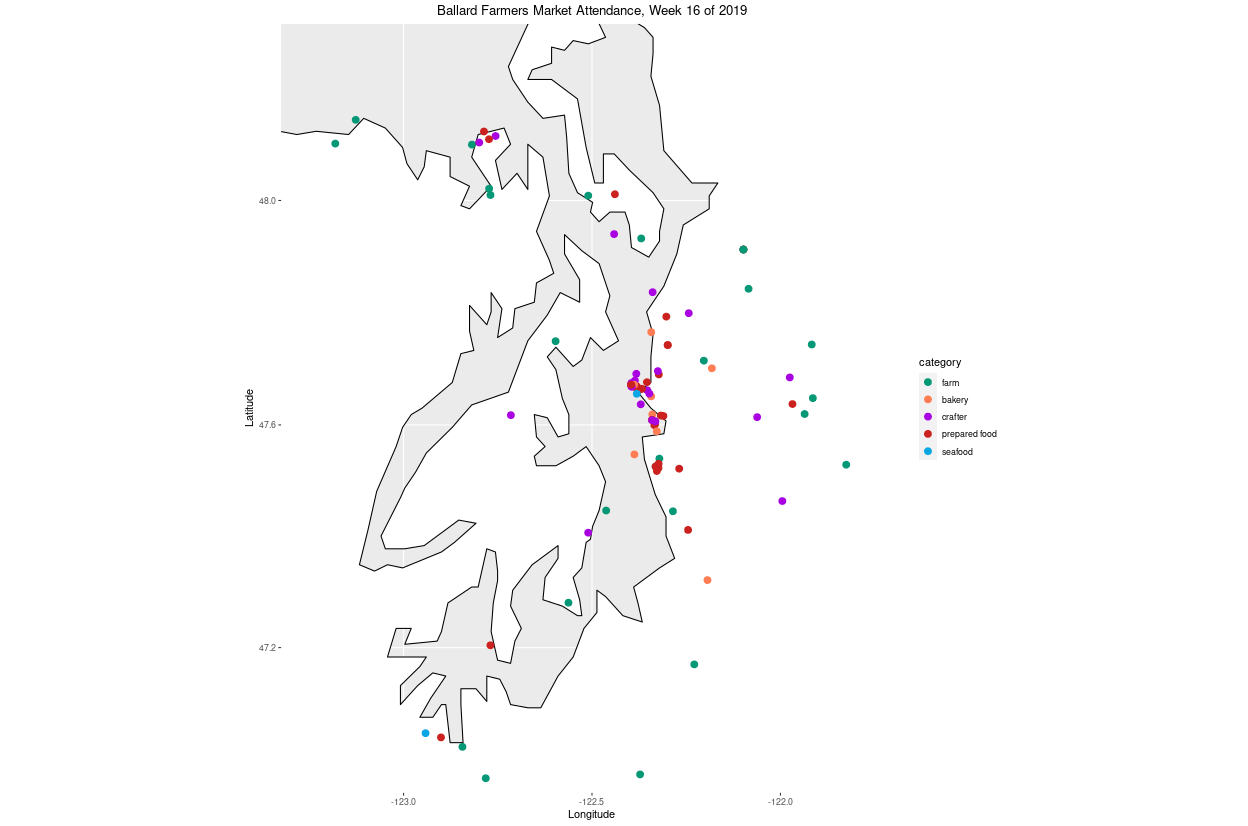 Ballard Farmers Market Attendance, Week 16 of 2019
48.0
47.6
47.2
Latitude
-123.0
-122.5
-122.0
Longitude
category
farm
bakery
crafter
prepared food
seafood